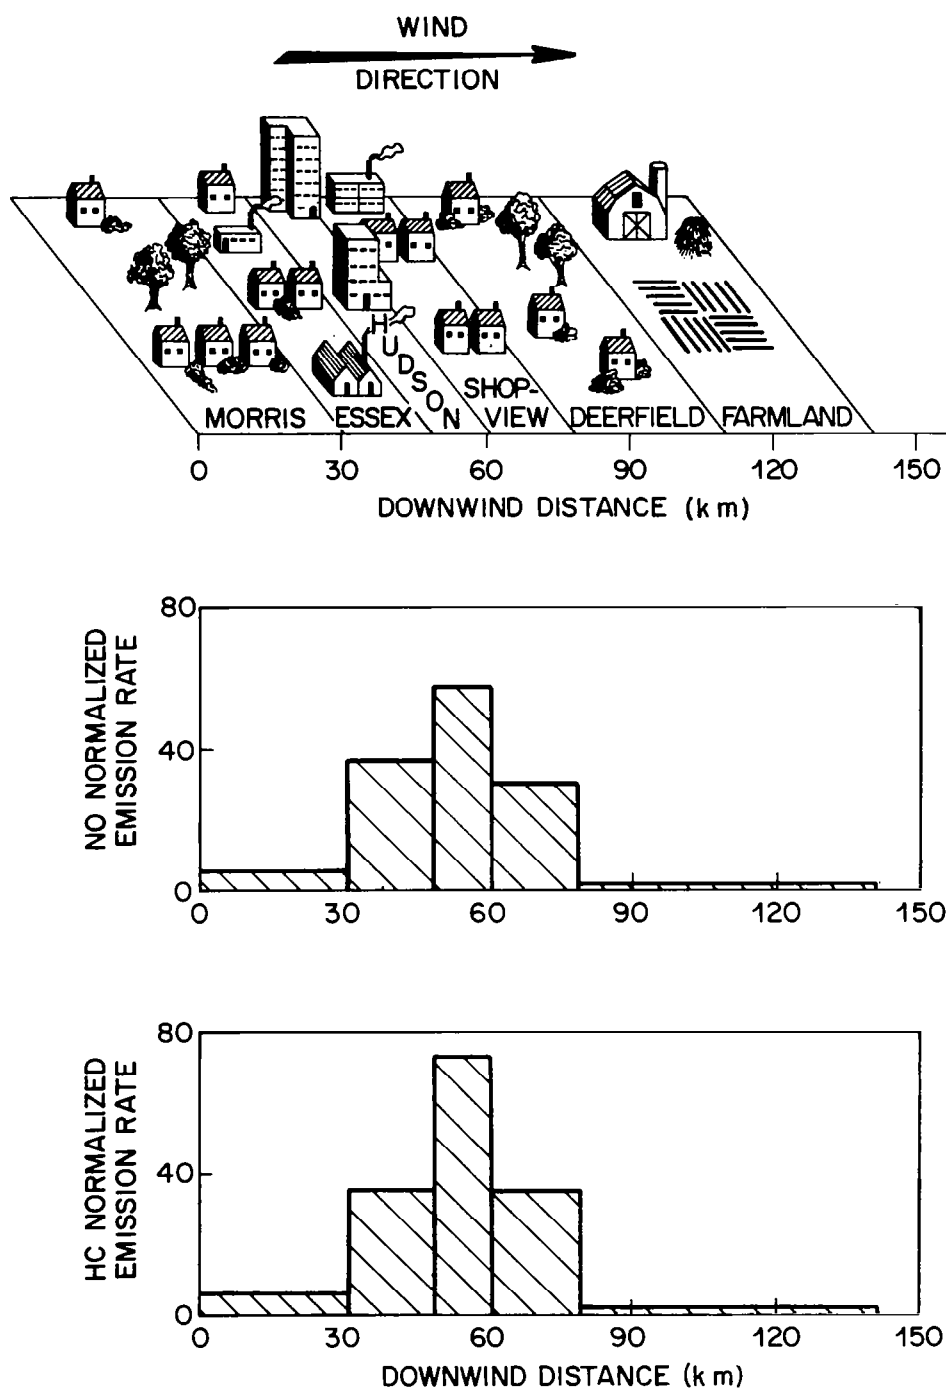 WIND
DIRECTION
HUDSON
SHOP-
MORRIS ESSEX VIEW DEERFIELD FARMLAND
0 30 60 90 120 150
DOWNWIND DISTANCE (km)
80
40
0
NO NORMALIZED
EMISSION RATE
0 30 60 90 120 150
80
40
0
HC NORMALIZED
EMISSION RATE
0 30 60 90 120 150
DOWNWIND DISTANCE (km)